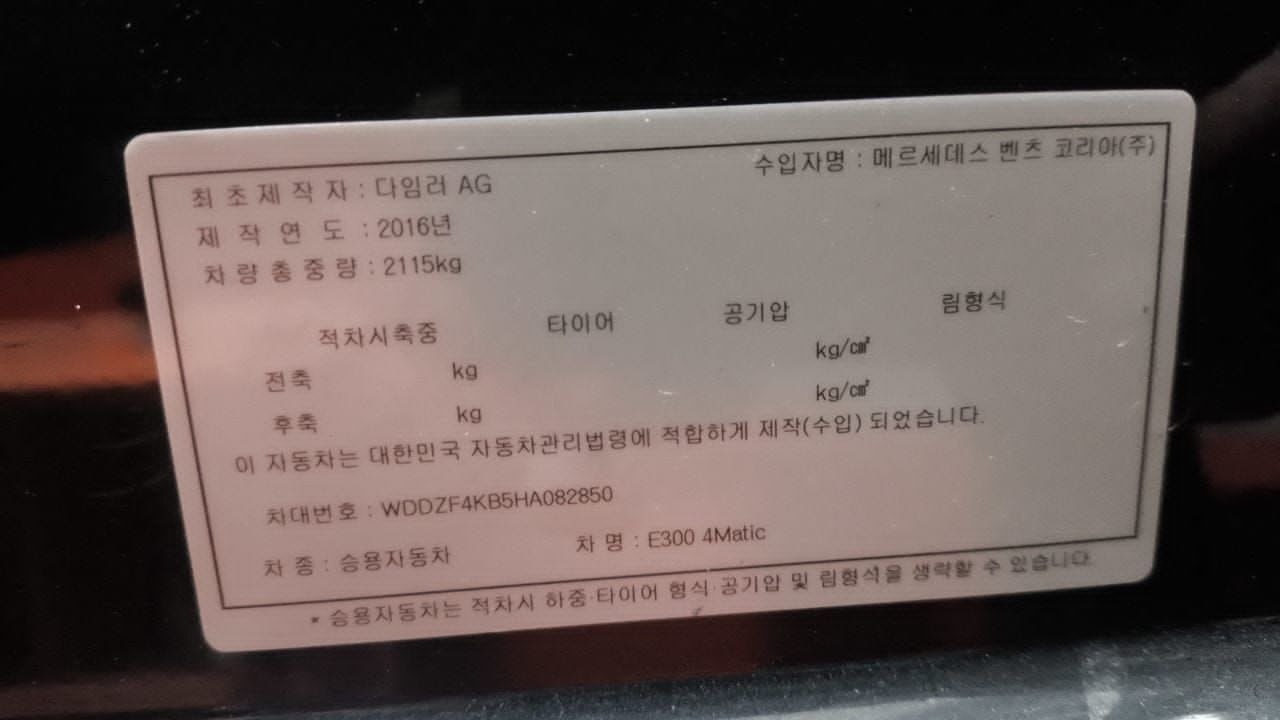 수입자명 : 메르세데스 벤츠 코리아(주)
최초제작자 : 다임러 AG
제작연도 : 2016년
차량총중량 : 2115kg
적차시축중 타이어 공기압 림형식
전축 kg kg/㎠
후축 kg kg/㎠
이 자동차는 대한민국 자동차관리법령에 적합하게 제작(수입) 되었습니다.
차대번호 : WDDZF4KB5HA082850
차종 : 승용자동차 차명 : E300 4Matic
* 승용자동차는 적차시 하중·타이어 형식·공기압 및 림형석을 생략할 수 있습니다.